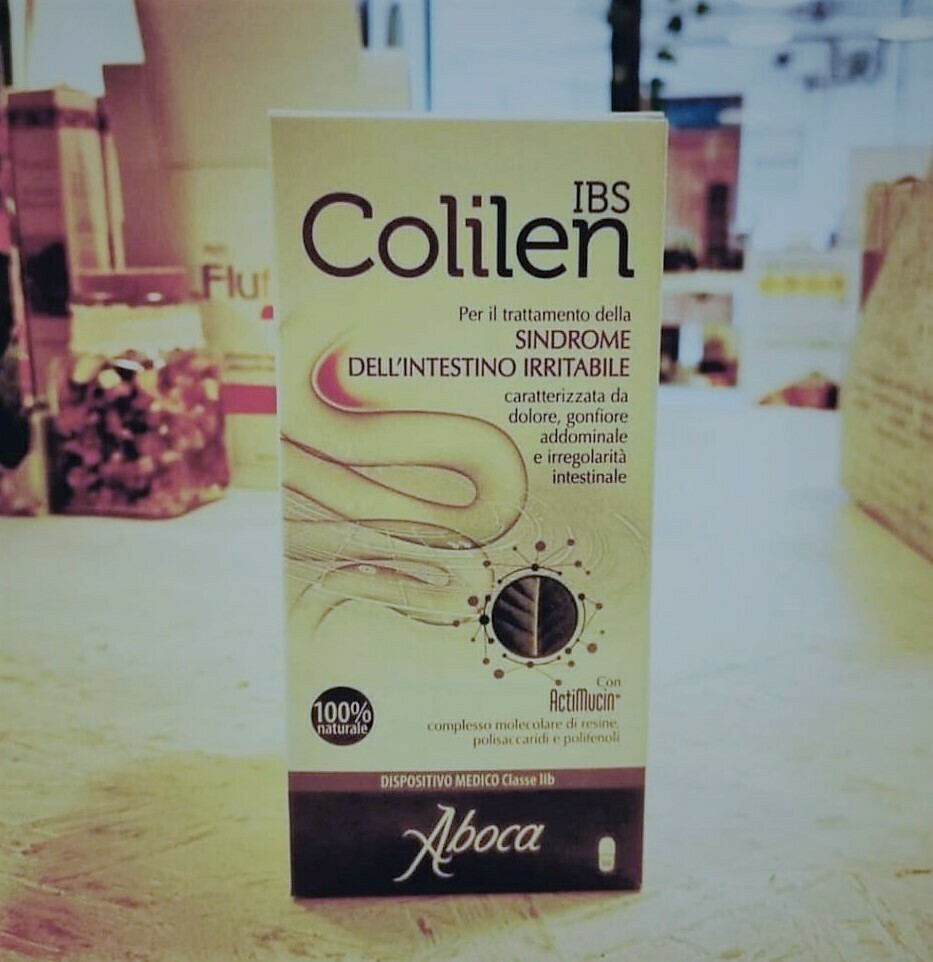 IBS
Colilen
Per il trattamento della
SINDROME
DELL'INTESTINO IRRITABILE
caratterizzata da
dolore, gonfiore
addominale
e irregolarità
intestinale
Con
ActiMucin™
complesso molecolare di resine,
polisaccaridi e polifenoli
100%
naturale
DISPOSITIVO MEDICO Classe IIb
Aboca